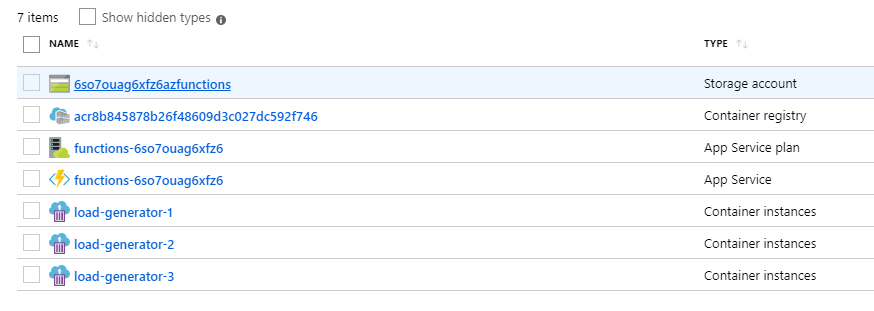 7 items Show hidden types
NAME TYPE
6so7ouag6xfz6azfunctions Storage account
acr8b845878b26f48609d3c027dc592f746 Container registry
functions-6so7ouag6xfz6 App Service plan
functions-6so7ouag6xfz6 App Service
load-generator-1 Container instances
load-generator-2 Container instances
load-generator-3 Container instances